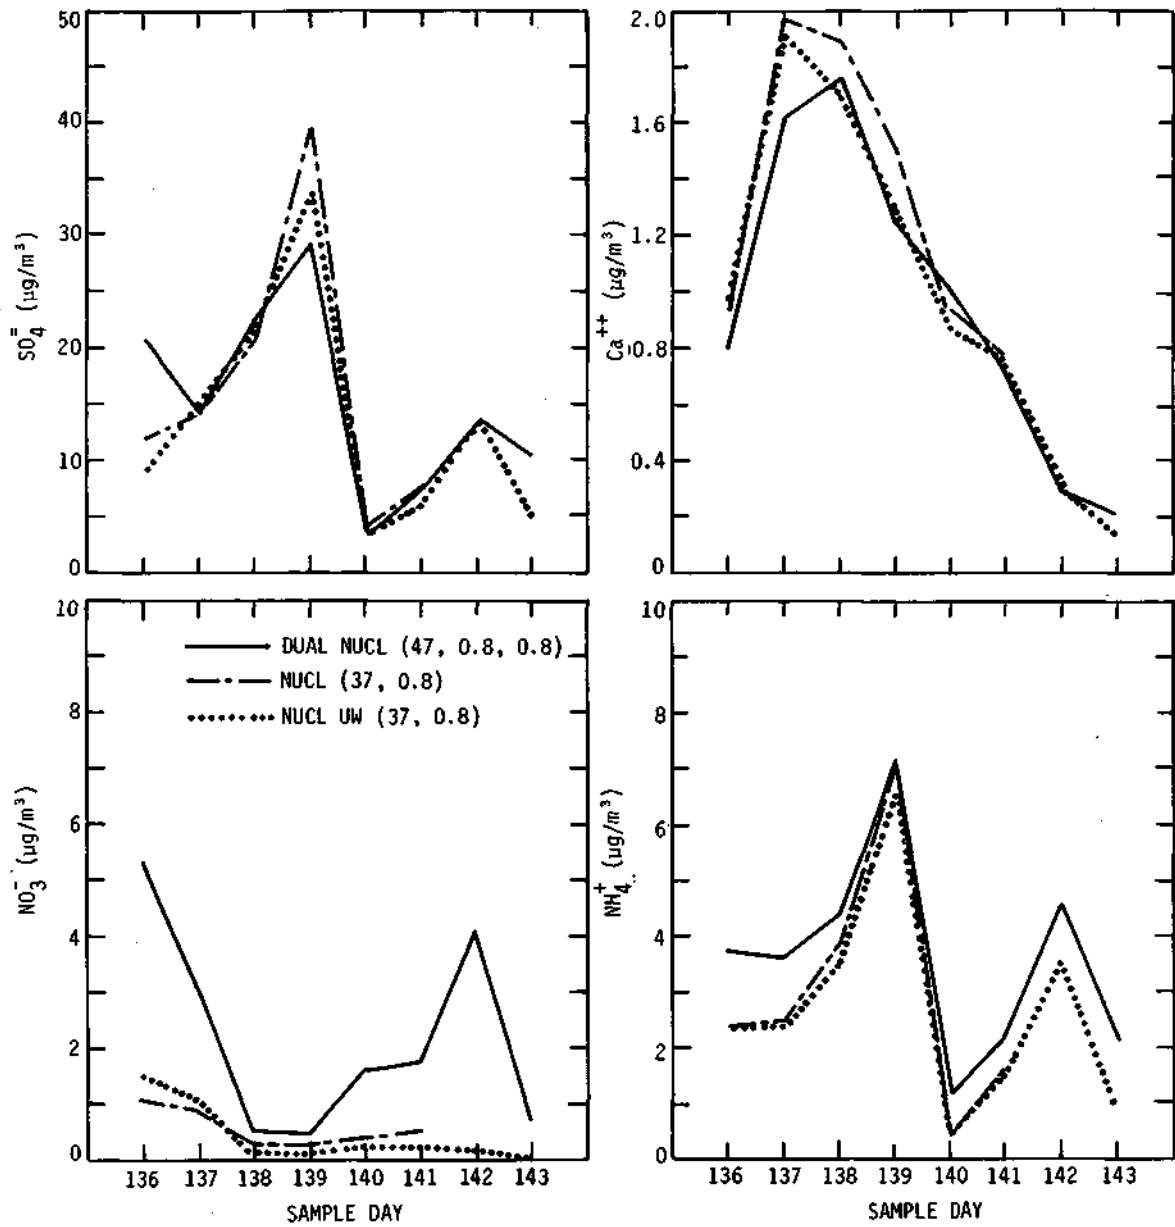 50
40
30
20
10
0
SO4= (µg/m³)
2.0
1.6
1.2
0.8
0.4
0
Ca++ (µg/m³)
10
8
6
4
2
0
NO3- (µg/m³)
DUAL NUCL (47, 0.8, 0.8)
NUCL (37, 0.8)
NUCL UW (37, 0.8)
136 137 138 139 140 141 142 143
SAMPLE DAY
10
8
6
4
2
0
NH4+ (µg/m³)
136 137 138 139 140 141 142 143
SAMPLE DAY